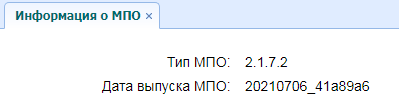 Информация о МПО ×
Тип МПО: 2.1.7.2
Дата выпуска МПО: 20210706_41a89a6